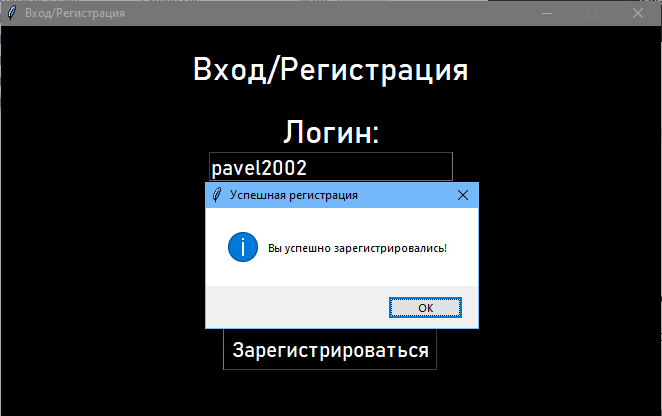 Вход/Регистрация
Вход/Регистрация
Логин:
pavel2002
Успешная регистрация
Вы успешно зарегистрировались!
OK
Зарегистрироваться